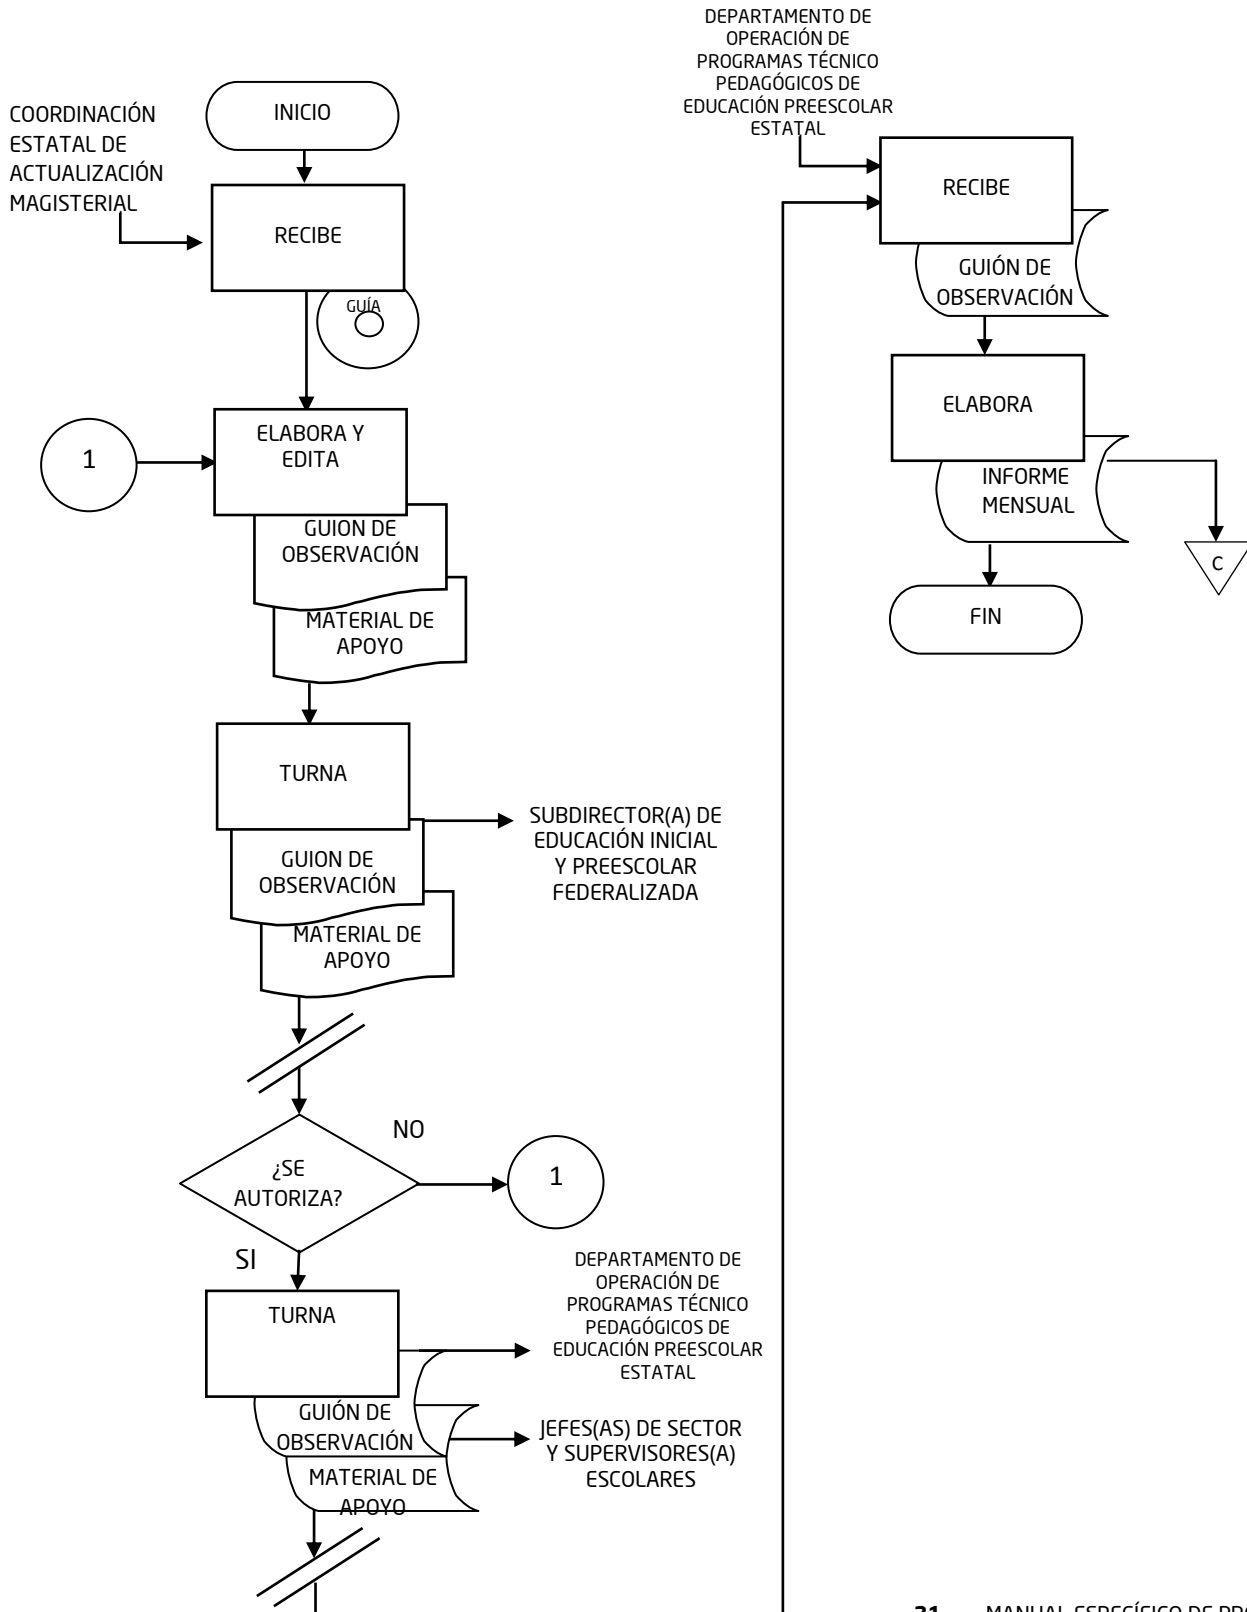 COORDINACIÓN
ESTATAL DE
ACTUALIZACIÓN
MAGISTERIAL
INICIO
RECIBE
GUÍA
1
ELABORA Y
EDITA
GUION DE
OBSERVACIÓN
MATERIAL DE
APOYO
TURNA
GUION DE
OBSERVACIÓN
MATERIAL DE
APOYO
SUBDIRECTOR(A) DE
EDUCACIÓN INICIAL
Y PREESCOLAR
FEDERALIZADA
¿SE
AUTORIZA?
NO
1
SI
TURNA
GUIÓN DE
OBSERVACIÓN
MATERIAL DE
APOYO
DEPARTAMENTO DE
OPERACIÓN DE
PROGRAMAS TÉCNICO
PEDAGÓGICOS DE
EDUCACIÓN PREESCOLAR
ESTATAL
JEFES(AS) DE SECTOR
Y SUPERVISORES(A)
ESCOLARES
DEPARTAMENTO DE
OPERACIÓN DE
PROGRAMAS TÉCNICO
PEDAGÓGICOS DE
EDUCACIÓN PREESCOLAR
ESTATAL
RECIBE
GUIÓN DE
OBSERVACIÓN
ELABORA
INFORME
MENSUAL
C
FIN